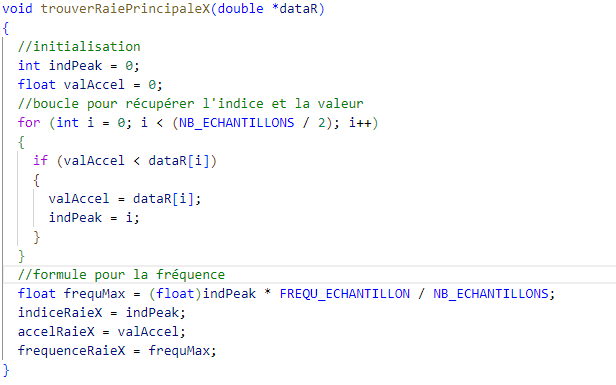 void trouverRaiePrincipaleX(double *dataR)
{
  //initialisation
  int indPeak = 0;
  float valAccel = 0;
  //boucle pour récupérer l'indice et la valeur
  for (int i = 0; i < (NB_ECHANTILLONS / 2); i++)
  {
    if (valAccel < dataR[i])
    {
      valAccel = dataR[i];
      indPeak = i;
    }
  }
  //formule pour la fréquence
  float frequMax = (float)indPeak * FREQU_ECHANTILLON / NB_ECHANTILLONS;
  indiceRaieX = indPeak;
  accelRaieX = valAccel;
  frequenceRaieX = frequMax;
}